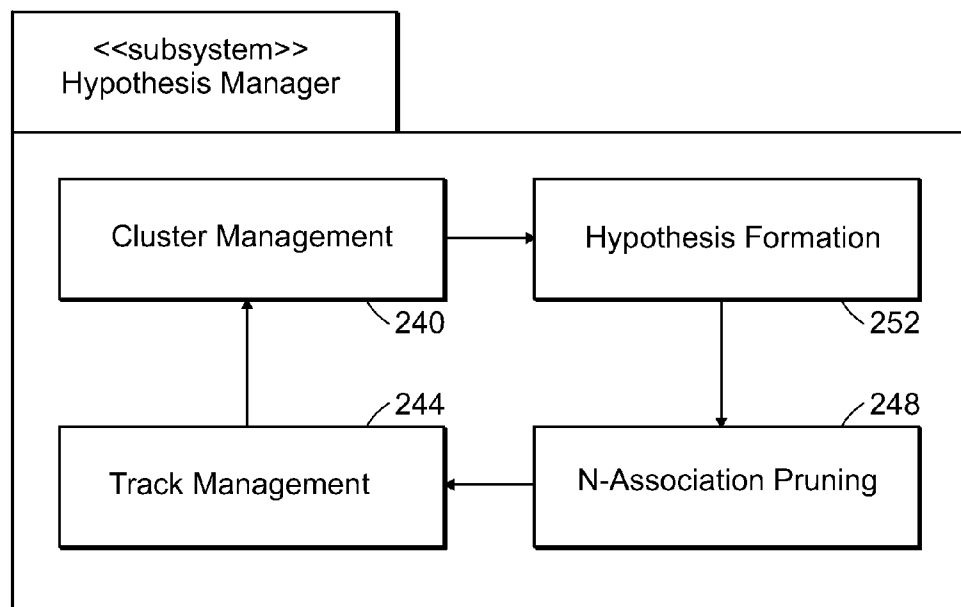 <<subsystem>>
Hypothesis Manager
Cluster Management
Hypothesis Formation
240
252
244
248
Track Management
N-Association Pruning